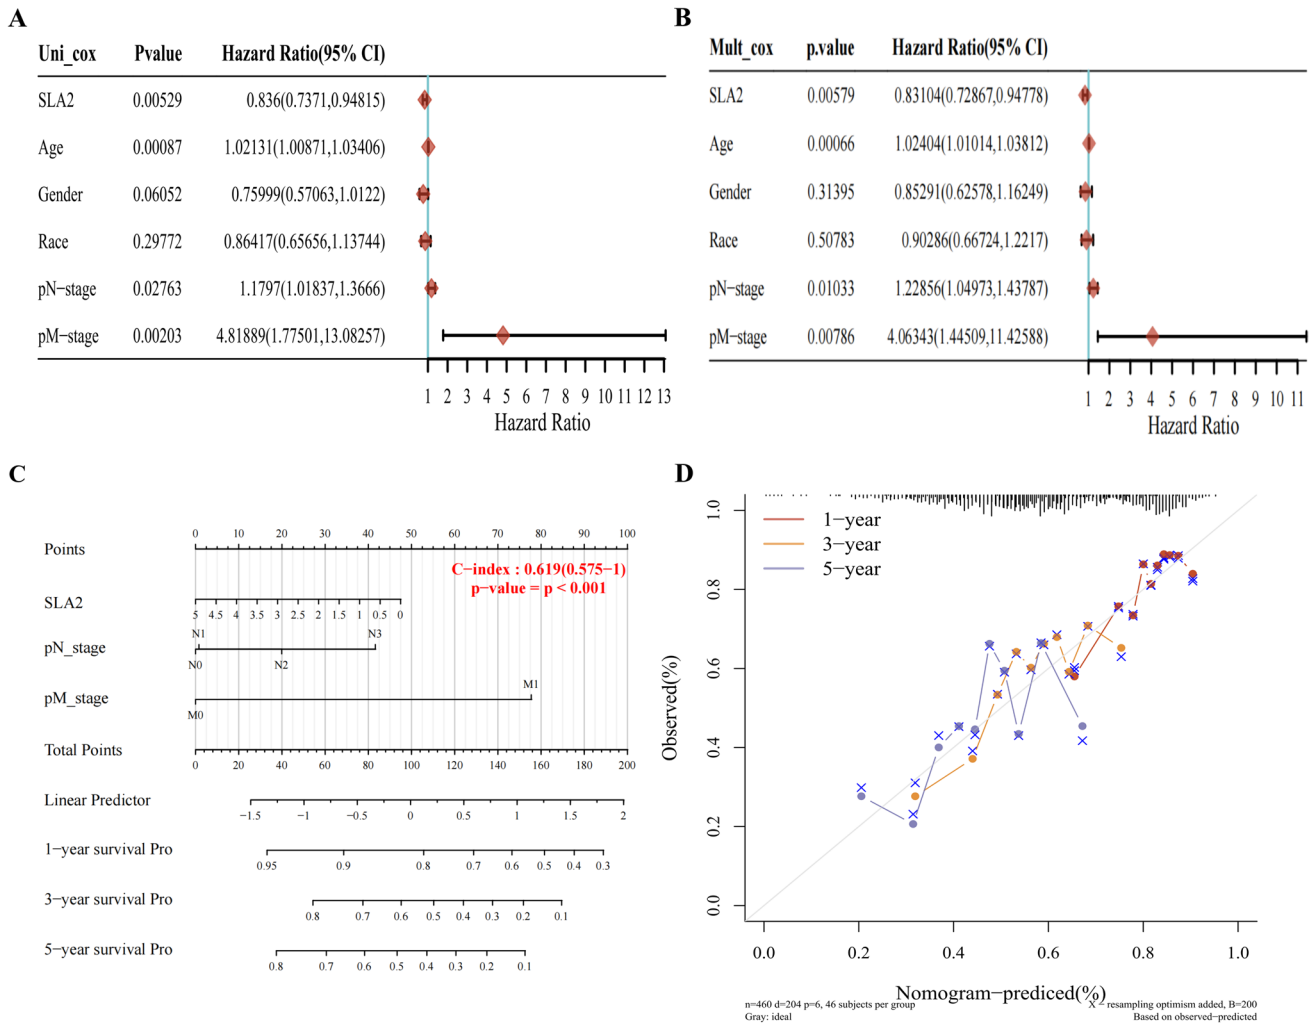 A
Uni_cox Pvalue Hazard Ratio(95% CI)
SLA2 0.00529 0.836(0.7371,0.94815)
Age 0.00087 1.02131(1.00871,1.03406)
Gender 0.06052 0.75999(0.57063,1.0122)
Race 0.29772 0.86417(0.65656,1.13744)
pN−stage 0.02763 1.1797(1.01837,1.3666)
pM−stage 0.00203 4.81889(1.77501,13.08257)
1 2 3 4 5 6 7 8 9 10 11 12 13
Hazard Ratio
B
Mult_cox p.value Hazard Ratio(95% CI)
SLA2 0.00579 0.83104(0.72867,0.94778)
Age 0.00066 1.02404(1.01014,1.03812)
Gender 0.31395 0.85291(0.62578,1.16249)
Race 0.50783 0.90286(0.66724,1.2217)
pN−stage 0.01033 1.22856(1.04973,1.43787)
pM−stage 0.00786 4.06343(1.44509,11.42588)
1 2 3 4 5 6 7 8 9 10 11
Hazard Ratio
C
0 10 20 30 40 50 60 70 80 90 100
Points
C−index : 0.619(0.575−1)
p−value = p < 0.001
SLA2
5 4.5 4 3.5 3 2.5 2 1.5 1 0.5 0
N1 N3
pN_stage
N0 N2
M1
pM_stage
M0
Total Points
0 20 40 60 80 100 120 140 160 180 200
Linear Predictor
−1.5 −1 −0.5 0 0.5 1 1.5 2
1−year survival Pro
0.95 0.9 0.8 0.7 0.6 0.5 0.4 0.3
3−year survival Pro
0.8 0.7 0.6 0.5 0.4 0.3 0.2 0.1
5−year survival Pro
0.8 0.7 0.6 0.5 0.4 0.3 0.2 0.1
D
1−year
3−year
5−year
Observed(%)
1.0
0.8
0.6
0.4
0.2
0.0
0.0 0.2 0.4 0.6 0.8 1.0
Nomogram−prediced(%)
n=460 d=204 p=6, 46 subjects per group
Gray: ideal
X − resampling optimism added, B=200
Based on observed−predicted